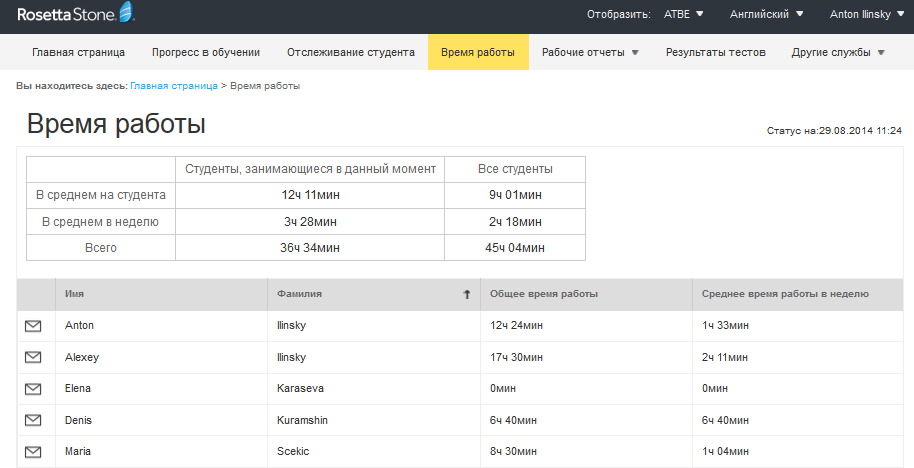 RosettaStone Отобразить: ATBE Английский Anton Ilinsky
Главная страница Прогресс в обучении Отслеживание студента Время работы Рабочие отчеты Результаты тестов Другие службы
Вы находитесь здесь: Главная страница > Время работы
Время работы
Статус на:29.08.2014 11:24
Студенты, занимающиеся в данный момент Все студенты
В среднем на студента 12ч 11мин 9ч 01мин
В среднем в неделю 3ч 28мин 2ч 18мин
Всего 36ч 34мин 45ч 04мин
Имя Фамилия Общее время работы Среднее время работы в неделю
Anton Ilinsky 12ч 24мин 1ч 33мин
Alexey Ilinsky 17ч 30мин 2ч 11мин
Elena Karaseva 0мин 0мин
Denis Kuramshin 6ч 40мин 6ч 40мин
Maria Scekic 8ч 30мин 1ч 04мин